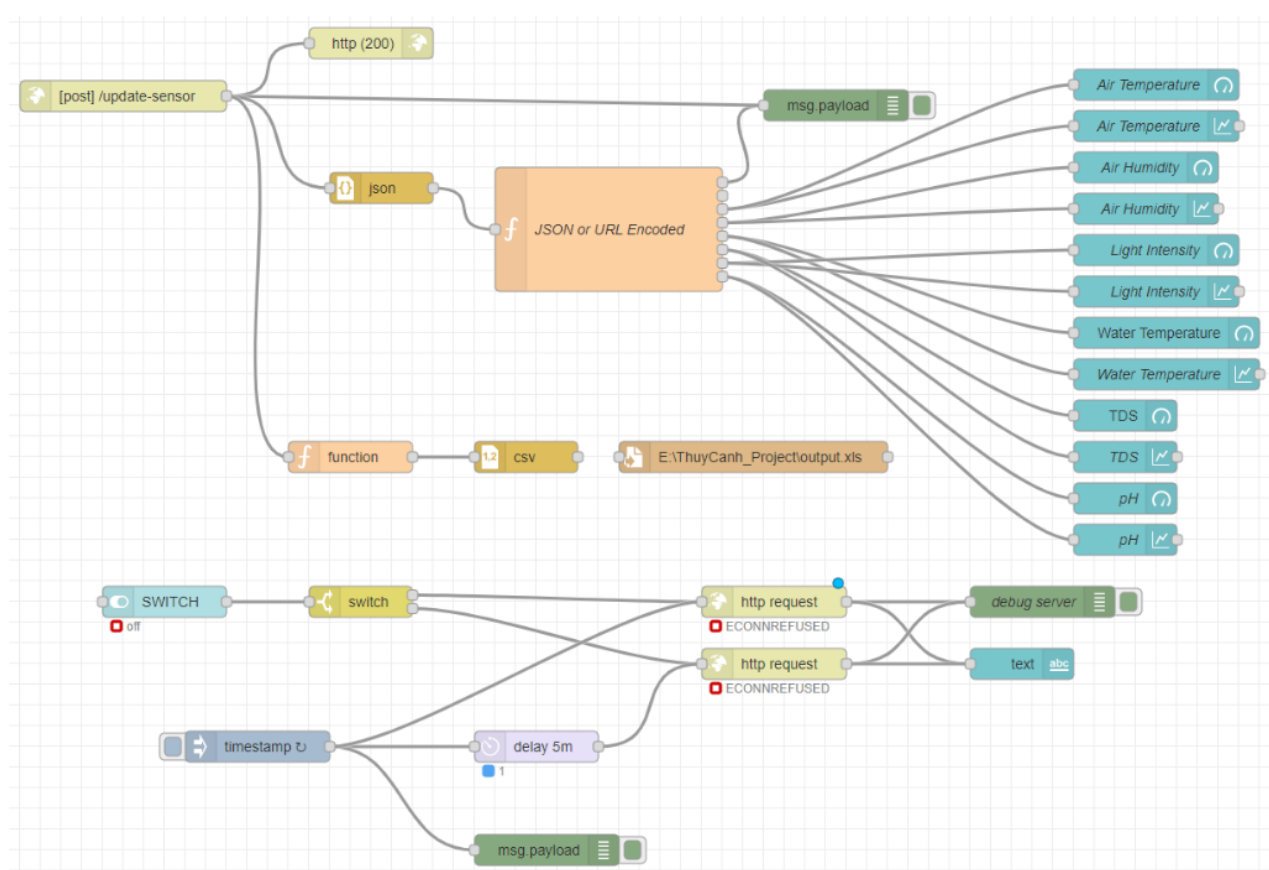 http (200)
[post] /update-sensor
msg.payload
Air Temperature
Air Temperature
Air Humidity
json
Air Humidity
JSON or URL Encoded
Light Intensity
Light Intensity
Water Temperature
Water Temperature
TDS
function
1.2
csv
E:\ThuyCanh_Project\output.xls
TDS
pH
pH
SWITCH
switch
http request
debug server
off
ECONNREFUSED
http request
text
abc
ECONNREFUSED
timestamp ↻
delay 5m
1
msg.payload